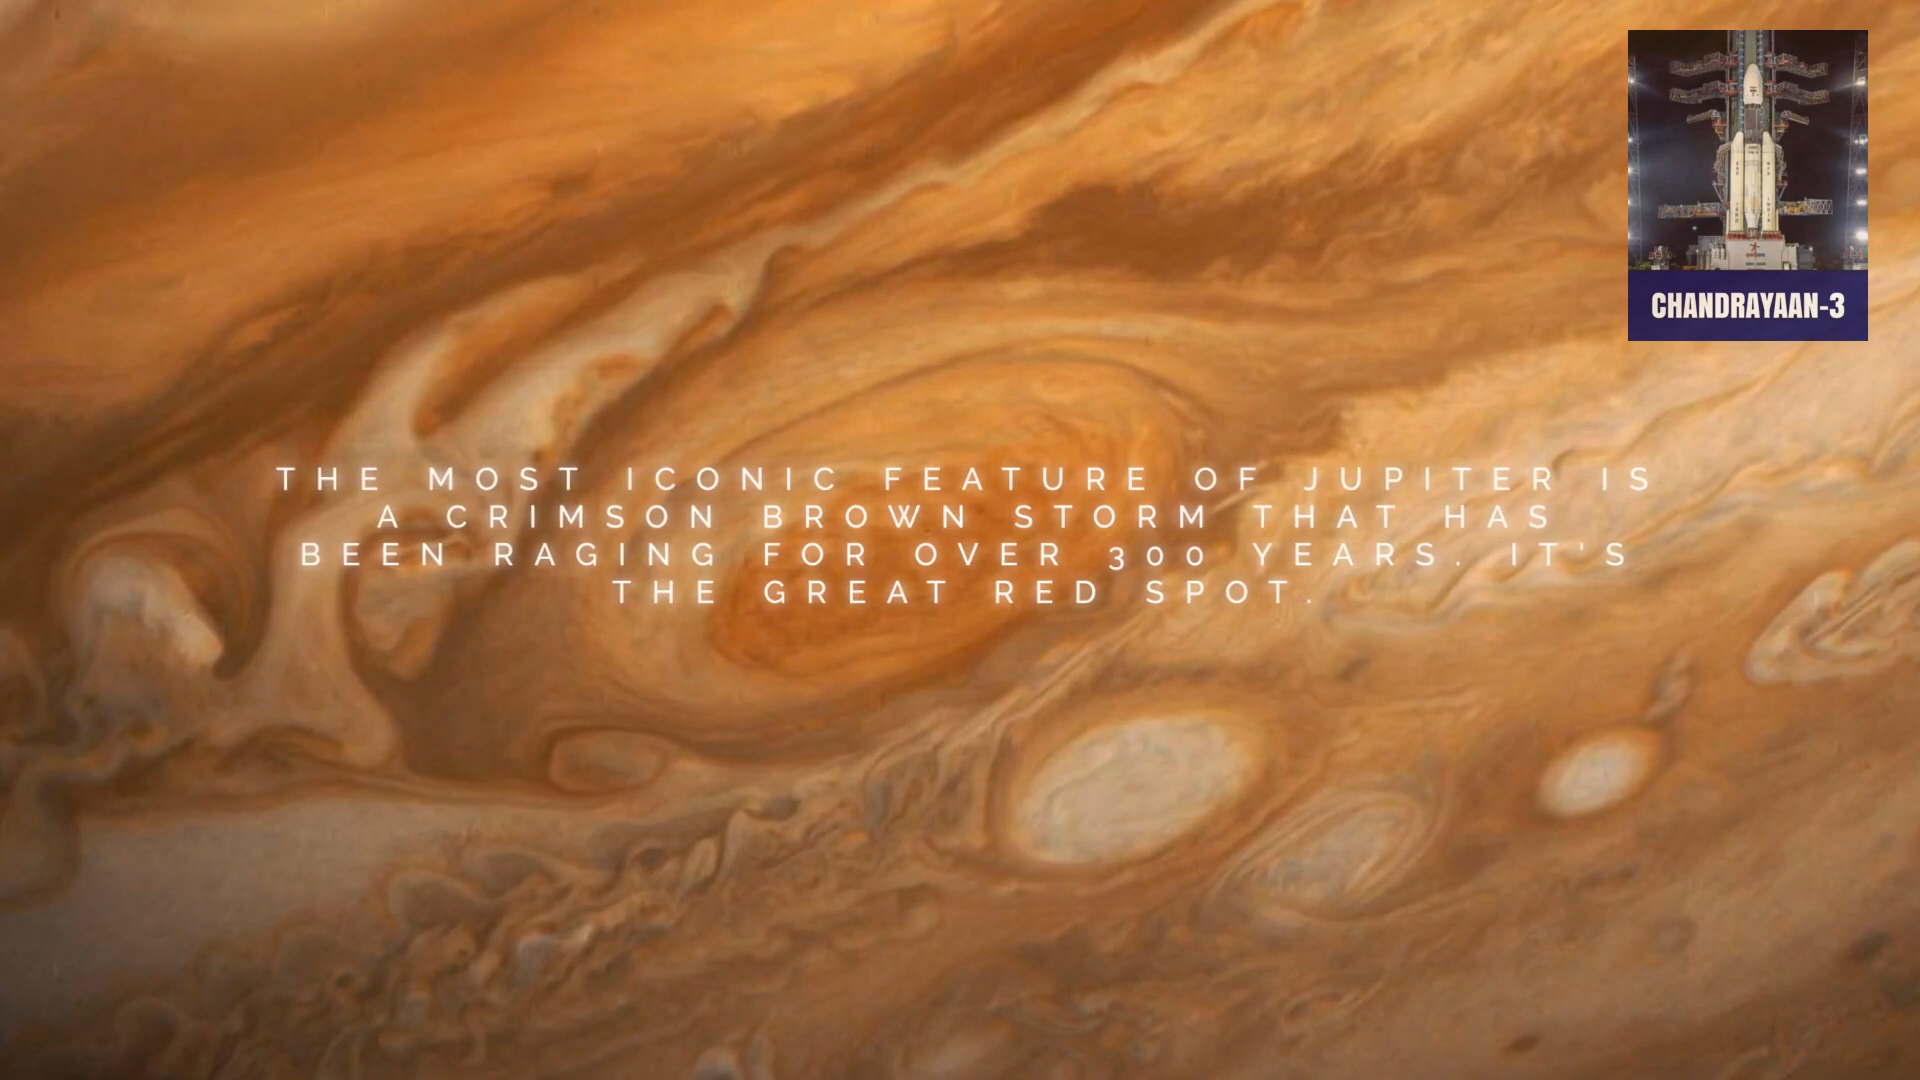 CHANDRAYAAN-3
THE MOST ICONIC FEATURE OF JUPITER IS
A CRIMSON BROWN STORM THAT HAS
BEEN RAGING FOR OVER 300 YEARS. IT'S
THE GREAT RED SPOT.